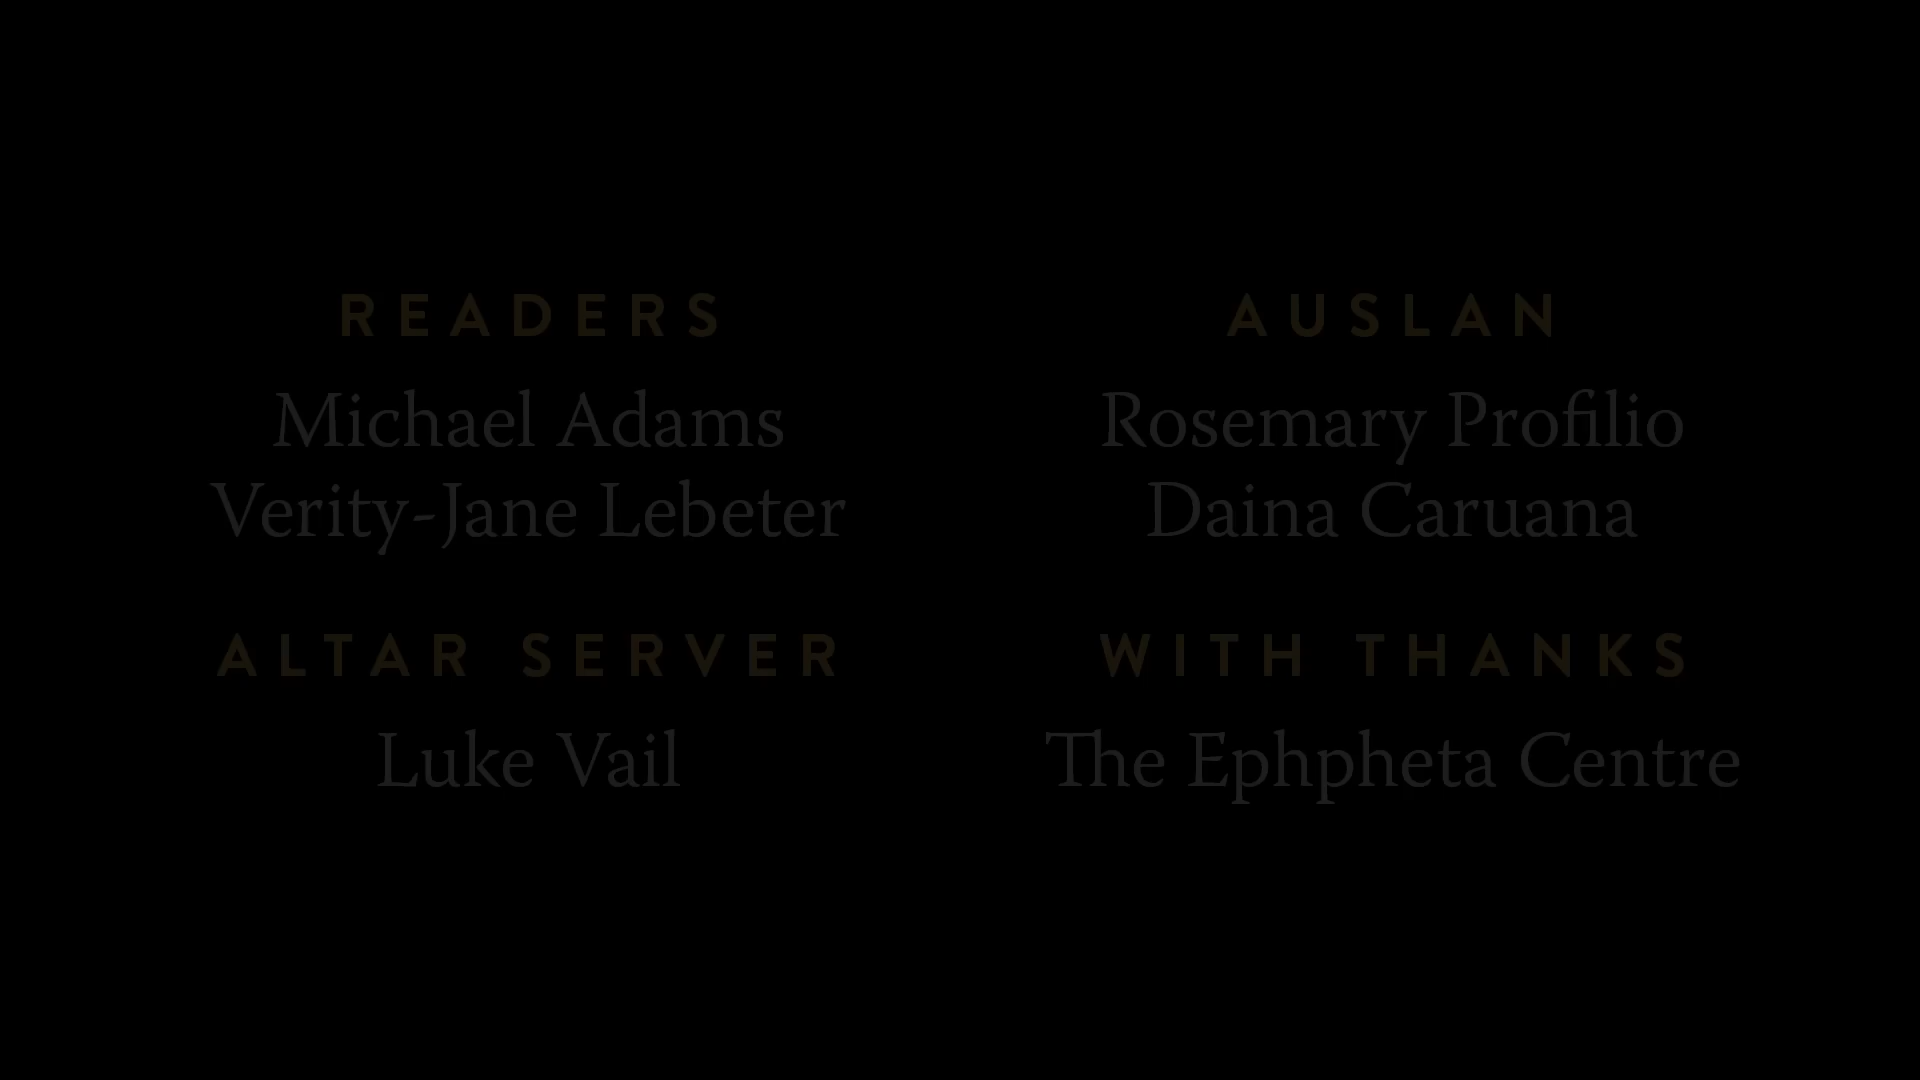 READERS
Michael Adams
Verity-Jane Lebeter
ALTAR SERVER
Luke Vail
AUSLAN
Rosemary Profilio
Daina Caruana
WITH THANKS
The Ephpheta Centre